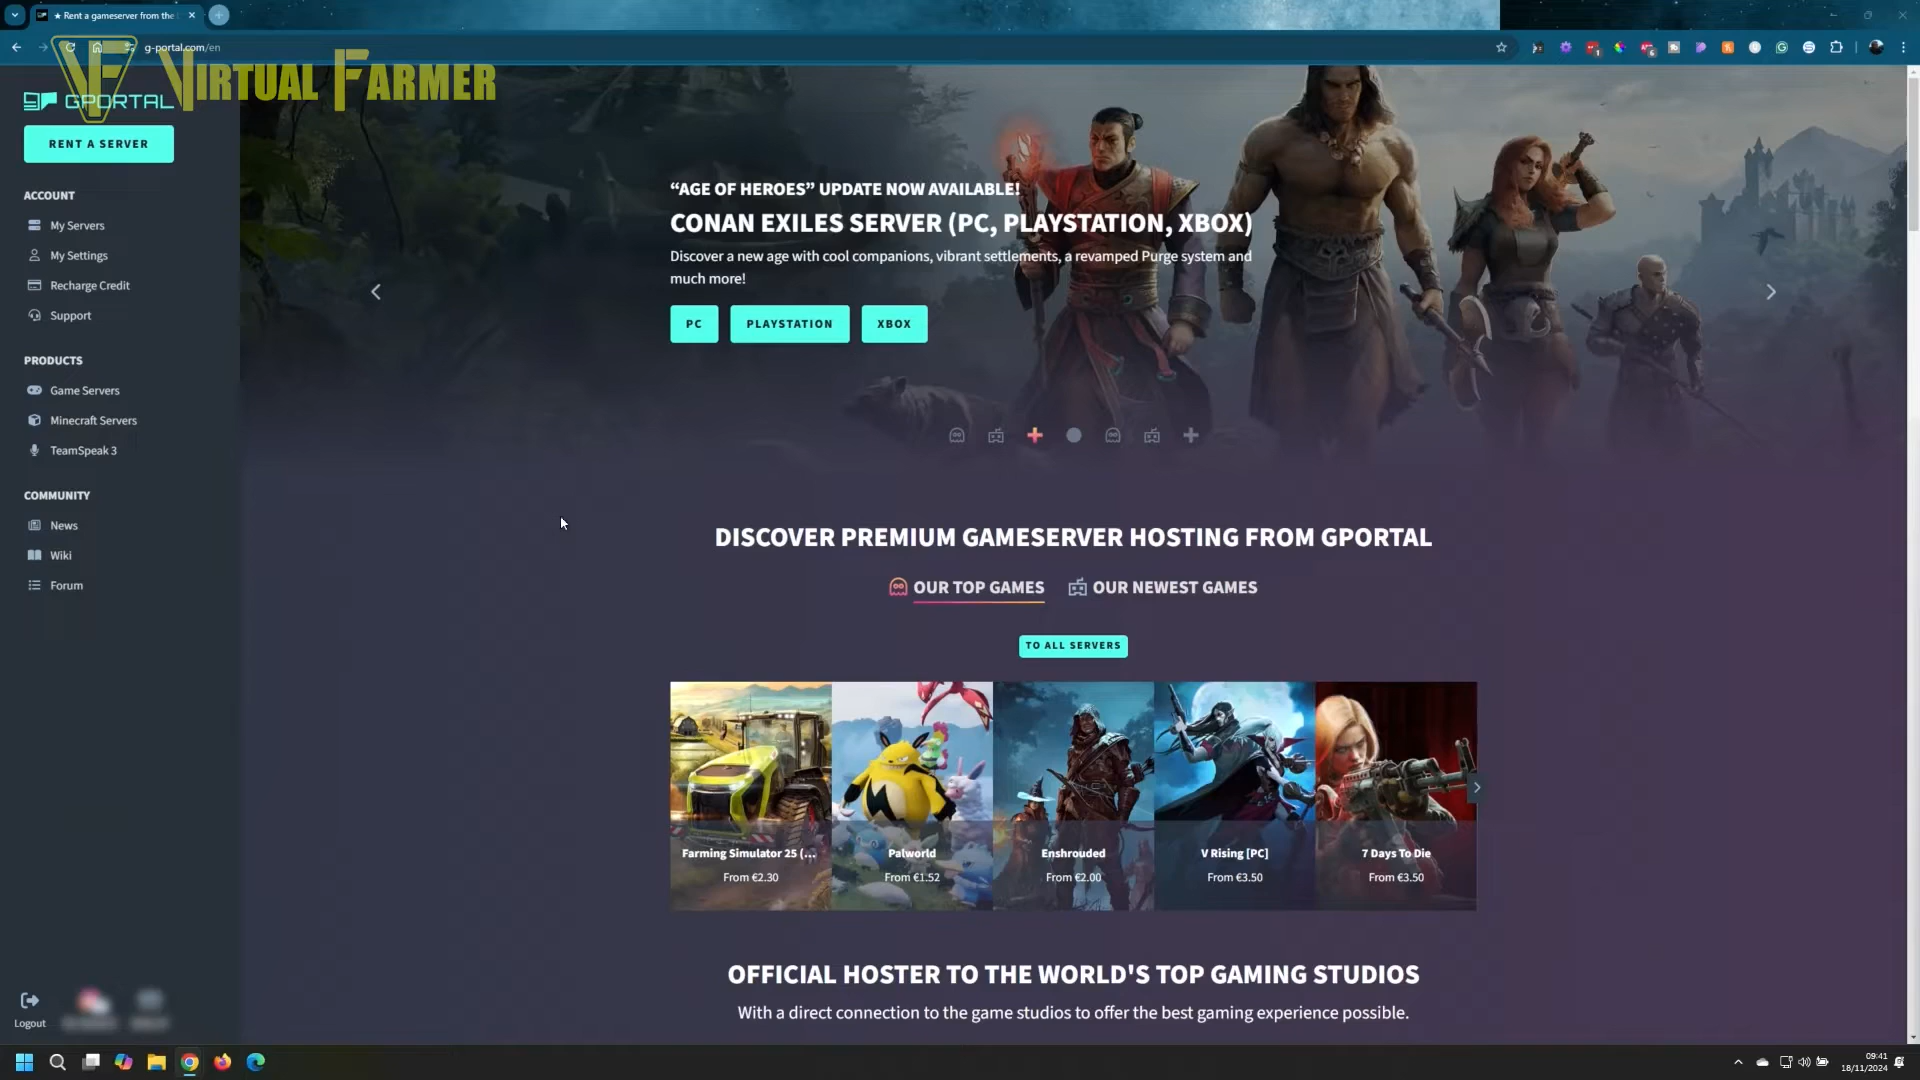 ★ Rent a gameserver from the
g-portal.com/en
VIRTUAL FARMER
GPORTAL
RENT A SERVER
ACCOUNT
My Servers
My Settings
Recharge Credit
Support
PRODUCTS
Game Servers
Minecraft Servers
TeamSpeak 3
COMMUNITY
News
Wiki
Forum
Logout
“AGE OF HEROES” UPDATE NOW AVAILABLE!
CONAN EXILES SERVER (PC, PLAYSTATION, XBOX)
Discover a new age with cool companions, vibrant settlements, a revamped Purge system and
much more!
PC PLAYSTATION XBOX
DISCOVER PREMIUM GAMESERVER HOSTING FROM GPORTAL
OUR TOP GAMES OUR NEWEST GAMES
TO ALL SERVERS
Farming Simulator 25 (...
From €2.30
Palworld
From €1.52
Enshrouded
From €2.00
V Rising [PC]
From €3.50
7 Days To Die
From €3.50
OFFICIAL HOSTER TO THE WORLD'S TOP GAMING STUDIOS
With a direct connection to the game studios to offer the best gaming experience possible.
09:41
18/11/2024